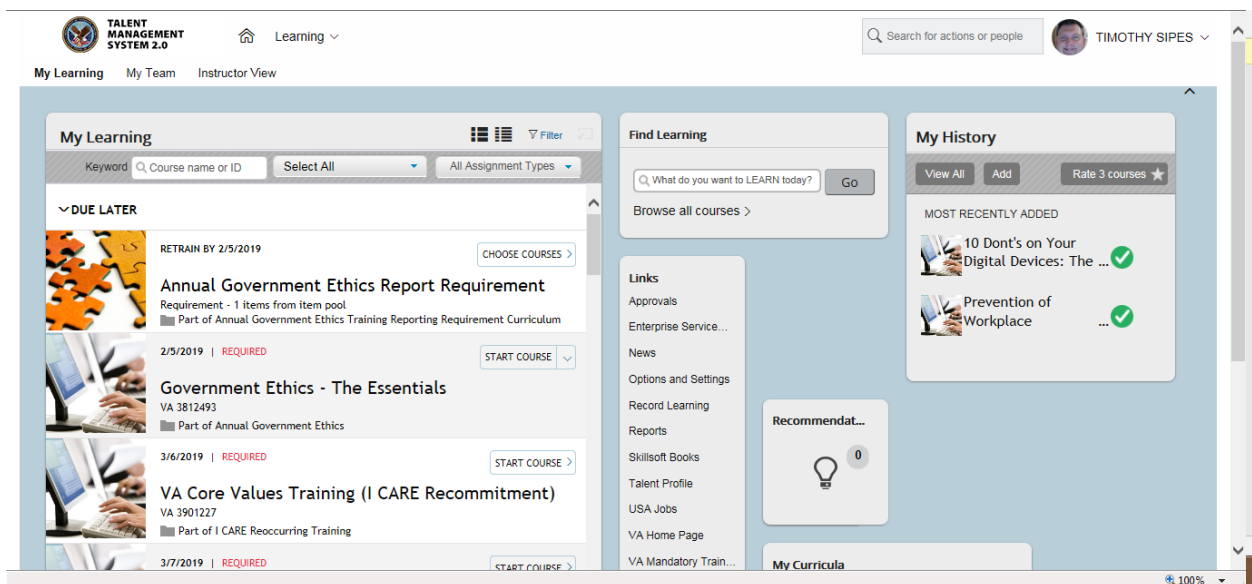 TALENT
MANAGEMENT
SYSTEM 2.0
Learning
Search for actions or people
TIMOTHY SIPES
My Learning My Team Instructor View
My Learning
Filter
Keyword Course name or ID Select All All Assignment Types
DUE LATER
RETRAIN BY 2/5/2019
CHOOSE COURSES >
Annual Government Ethics Report Requirement
Requirement - 1 items from item pool
Part of Annual Government Ethics Training Reporting Requirement Curriculum
2/5/2019 | REQUIRED
START COURSE
Government Ethics - The Essentials
VA 3812493
Part of Annual Government Ethics
3/6/2019 | REQUIRED
START COURSE >
VA Core Values Training (I CARE Recommitment)
VA 3901227
Part of I CARE Reoccurring Training
3/7/2019 | REQUIRED
START COURSE >
Find Learning
What do you want to LEARN today? Go
Browse all courses >
Links
Approvals
Enterprise Service...
News
Options and Settings
Record Learning
Reports
Skillsoft Books
Talent Profile
USA Jobs
VA Home Page
VA Mandatory Train...
Recommendat...
0
My Curricula
My History
View All Add Rate 3 courses
MOST RECENTLY ADDED
10 Dont's on Your
Digital Devices: The ...
Prevention of
Workplace ...
100%